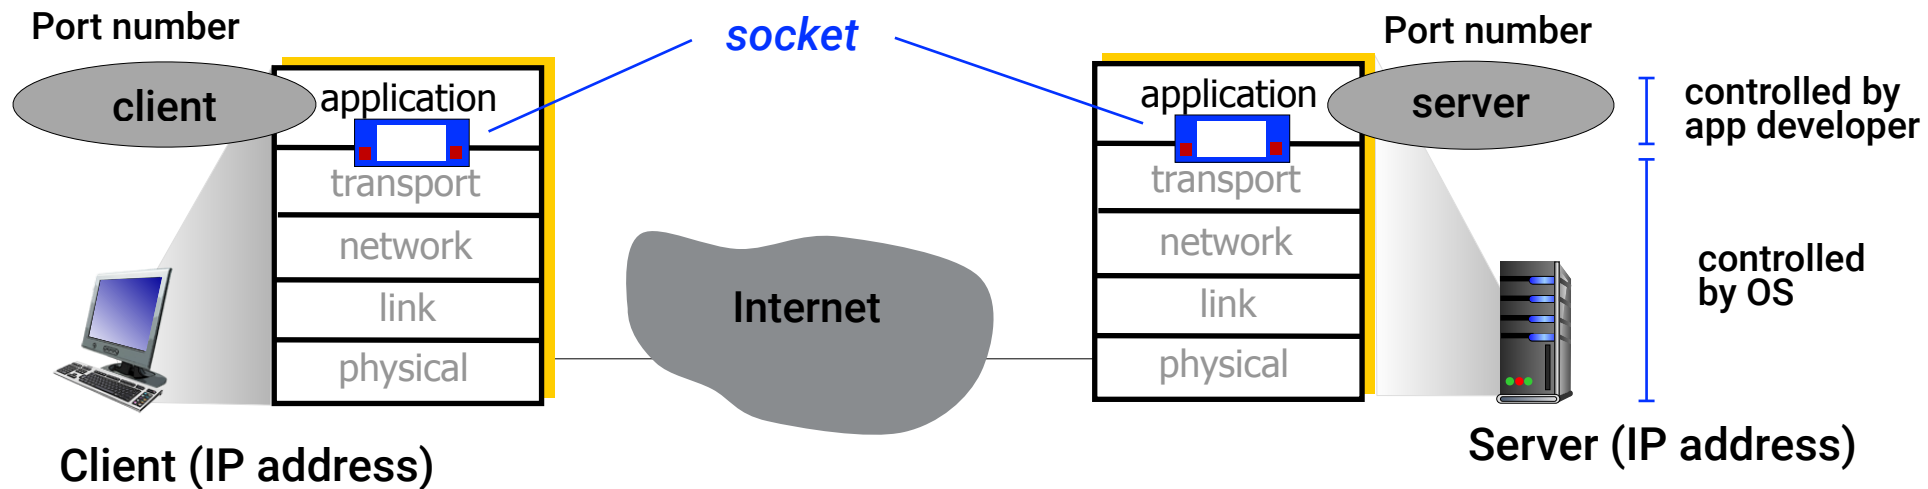 Port number
socket
Port number
client
application
application
server
controlled by
app developer
transport
transport
network
network
controlled
by OS
link
Internet
link
physical
physical
Client (IP address)
Server (IP address)